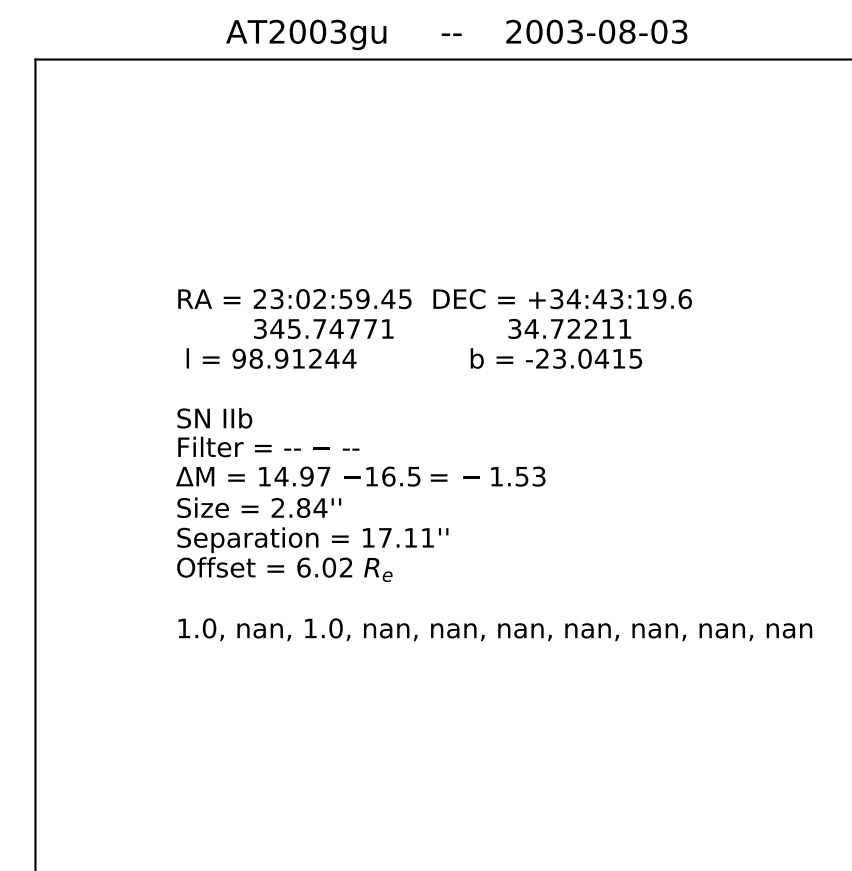 AT2003gu -- 2003-08-03
RA = 23:02:59.45 DEC = +34:43:19.6
345.74771 34.72211
l = 98.91244 b = -23.0415
SN IIb
Filter = -- − --
ΔM = 14.97 −16.5 = − 1.53
Size = 2.84''
Separation = 17.11''
Offset = 6.02 Rₑ
1.0, nan, 1.0, nan, nan, nan, nan, nan, nan, nan